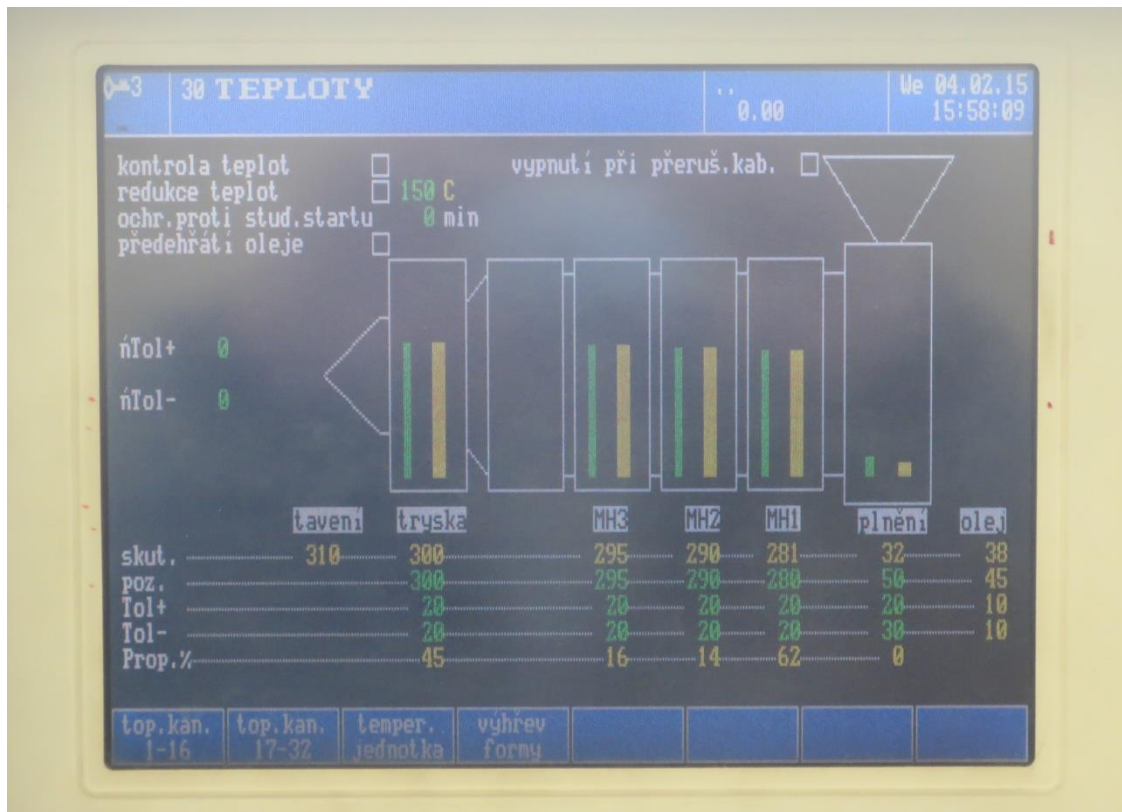 3 30 TEPLOTY .. We 04.02.15
0.00 15:58:09
kontrola teplot vypnutí při přeruš.kab.
redukce teplot 150 C
ochr.proti stud.startu 0 min
předehřátí oleje
ńTol+ 0
ńTol- 0
tavení tryska MH3 MH2 MH1 plnění olej
skut. 310 300 295 290 281 32 38
poz. 300 295 290 280 50 45
Tol+ 20 20 20 20 20 10
Tol- 20 20 20 20 30 10
Prop.% 45 16 14 62 0
top.kan. top.kan. temper. výhřev
1-16 17-32 jednotka formy